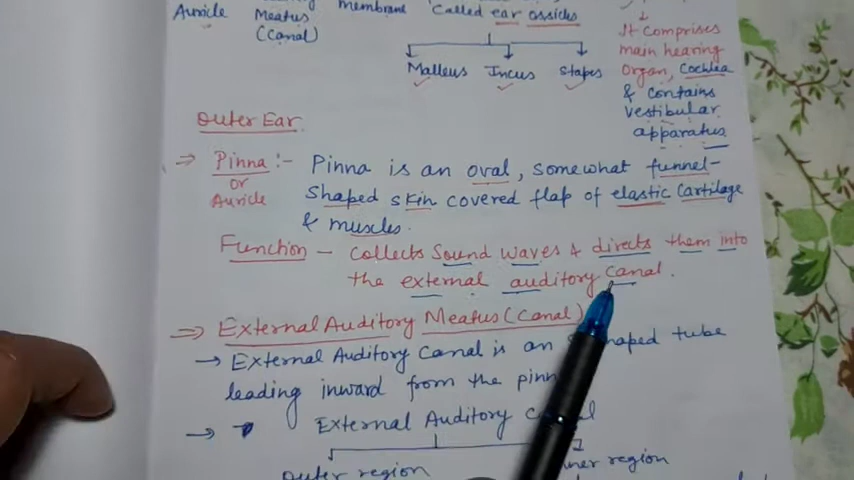 Auricle Meatus membrane called ear ossicles
(Canal)
It comprises
main hearing
Organ, Cochlea
& contains
vestibular
apparatus
Malleus Incus Stapes
Outer Ear
⇒ Pinna :- Pinna is an oval, somewhat funnel-
or
Auricle
shaped skin covered flap of elastic Cartilage
& muscles.
Function – Collects Sound waves & directs them into
the external auditory canal.
⇒ External Auditory Meatus (Canal)
→ External Auditory Canal is an shaped tube
leading inward from the
→ External Auditory
Outer region region